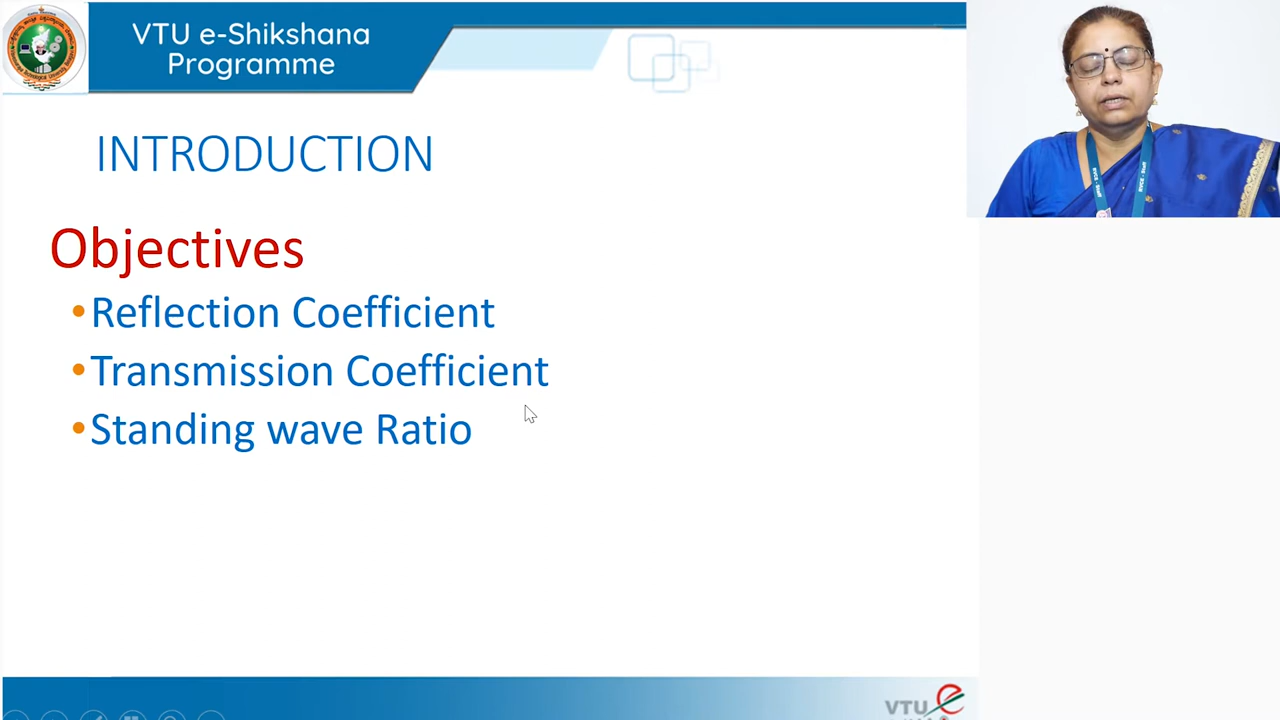 VTU e-Shikshana
Programme
INTRODUCTION
Objectives
•Reflection Coefficient
•Transmission Coefficient
•Standing wave Ratio
VTU e